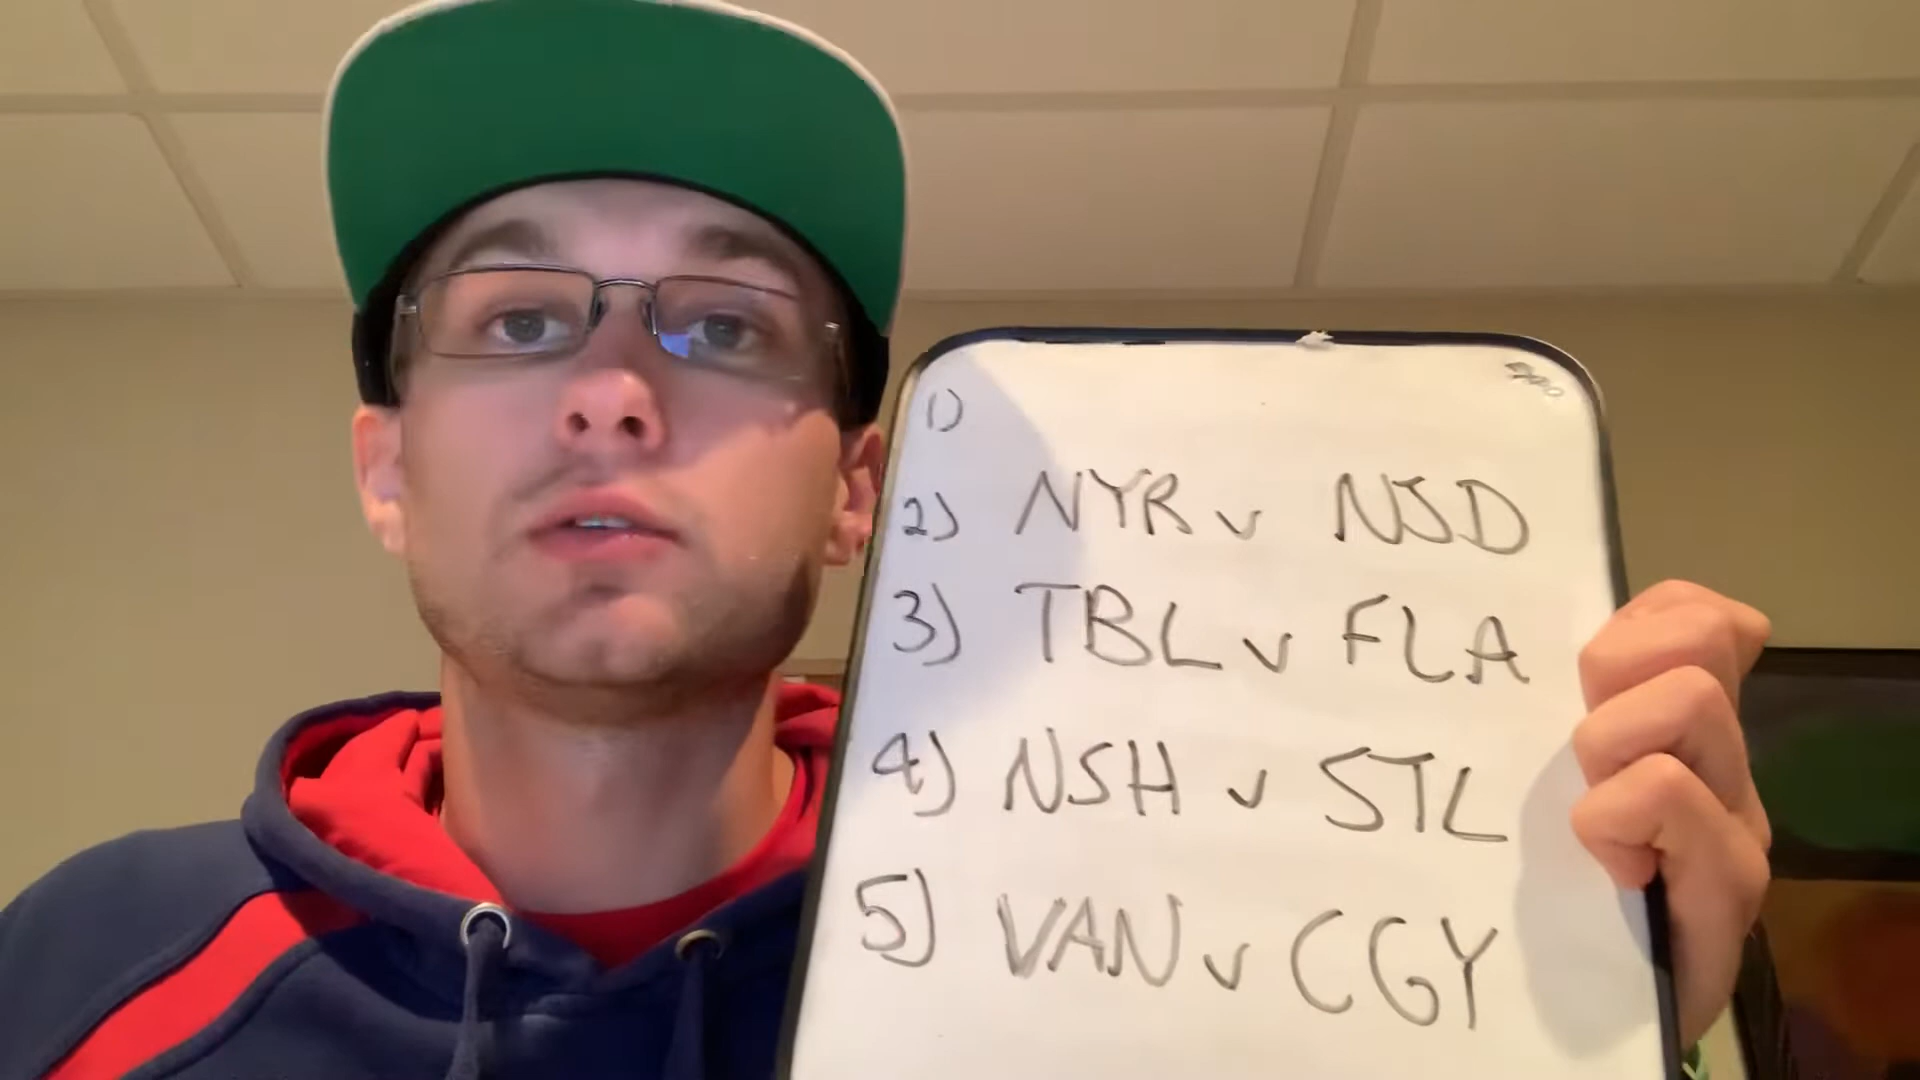 1)
2) NYR v NJD
3) TBL v FLA
4) NSH v STL
5) VAN v CGY